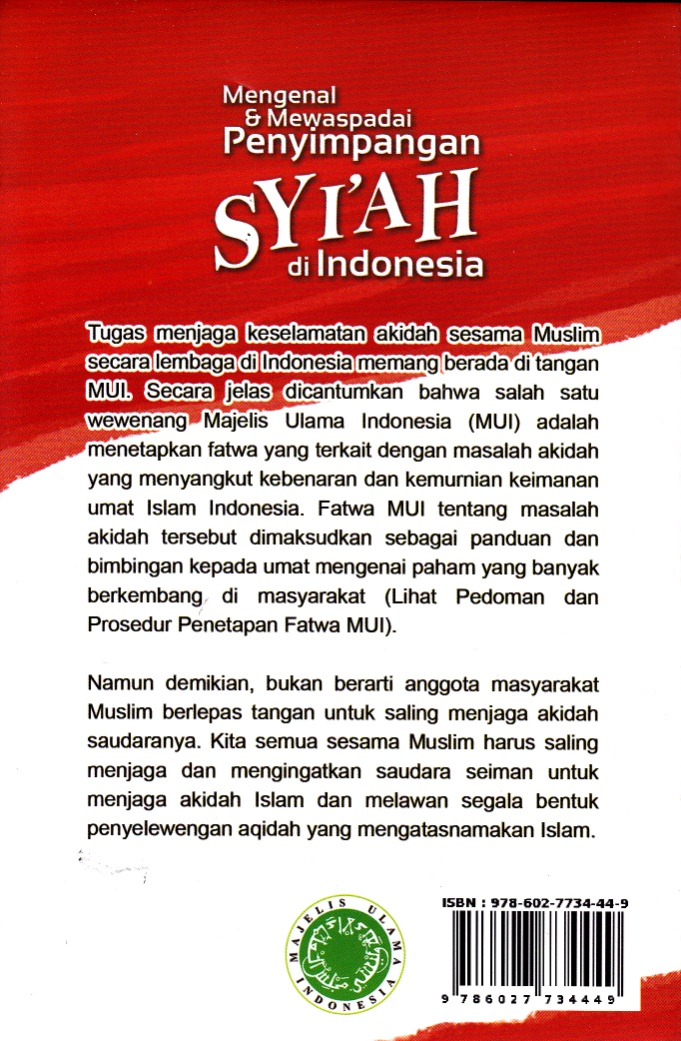 Mengenal
& Mewaspadai
Penyimpangan
SYI'AH
di Indonesia
Tugas menjaga keselamatan akidah sesama Muslim
secara lembaga di Indonesia memang berada di tangan
MUI. Secara jelas dicantumkan bahwa salah satu
wewenang Majelis Ulama Indonesia (MUI) adalah
menetapkan fatwa yang terkait dengan masalah akidah
yang menyangkut kebenaran dan kemurnian keimanan
umat Islam Indonesia. Fatwa MUI tentang masalah
akidah tersebut dimaksudkan sebagai panduan dan
bimbingan kepada umat mengenai paham yang banyak
berkembang di masyarakat (Lihat Pedoman dan
Prosedur Penetapan Fatwa MUI).
Namun demikian, bukan berarti anggota masyarakat
Muslim berlepas tangan untuk saling menjaga akidah
saudaranya. Kita semua sesama Muslim harus saling
menjaga dan mengingatkan saudara seiman untuk
menjaga akidah Islam dan melawan segala bentuk
penyelewengan aqidah yang mengatasnamakan Islam.
MAJELIS ULAMA
INDONESIA
ISBN : 978-602-7734-44-9
9 786027 734449